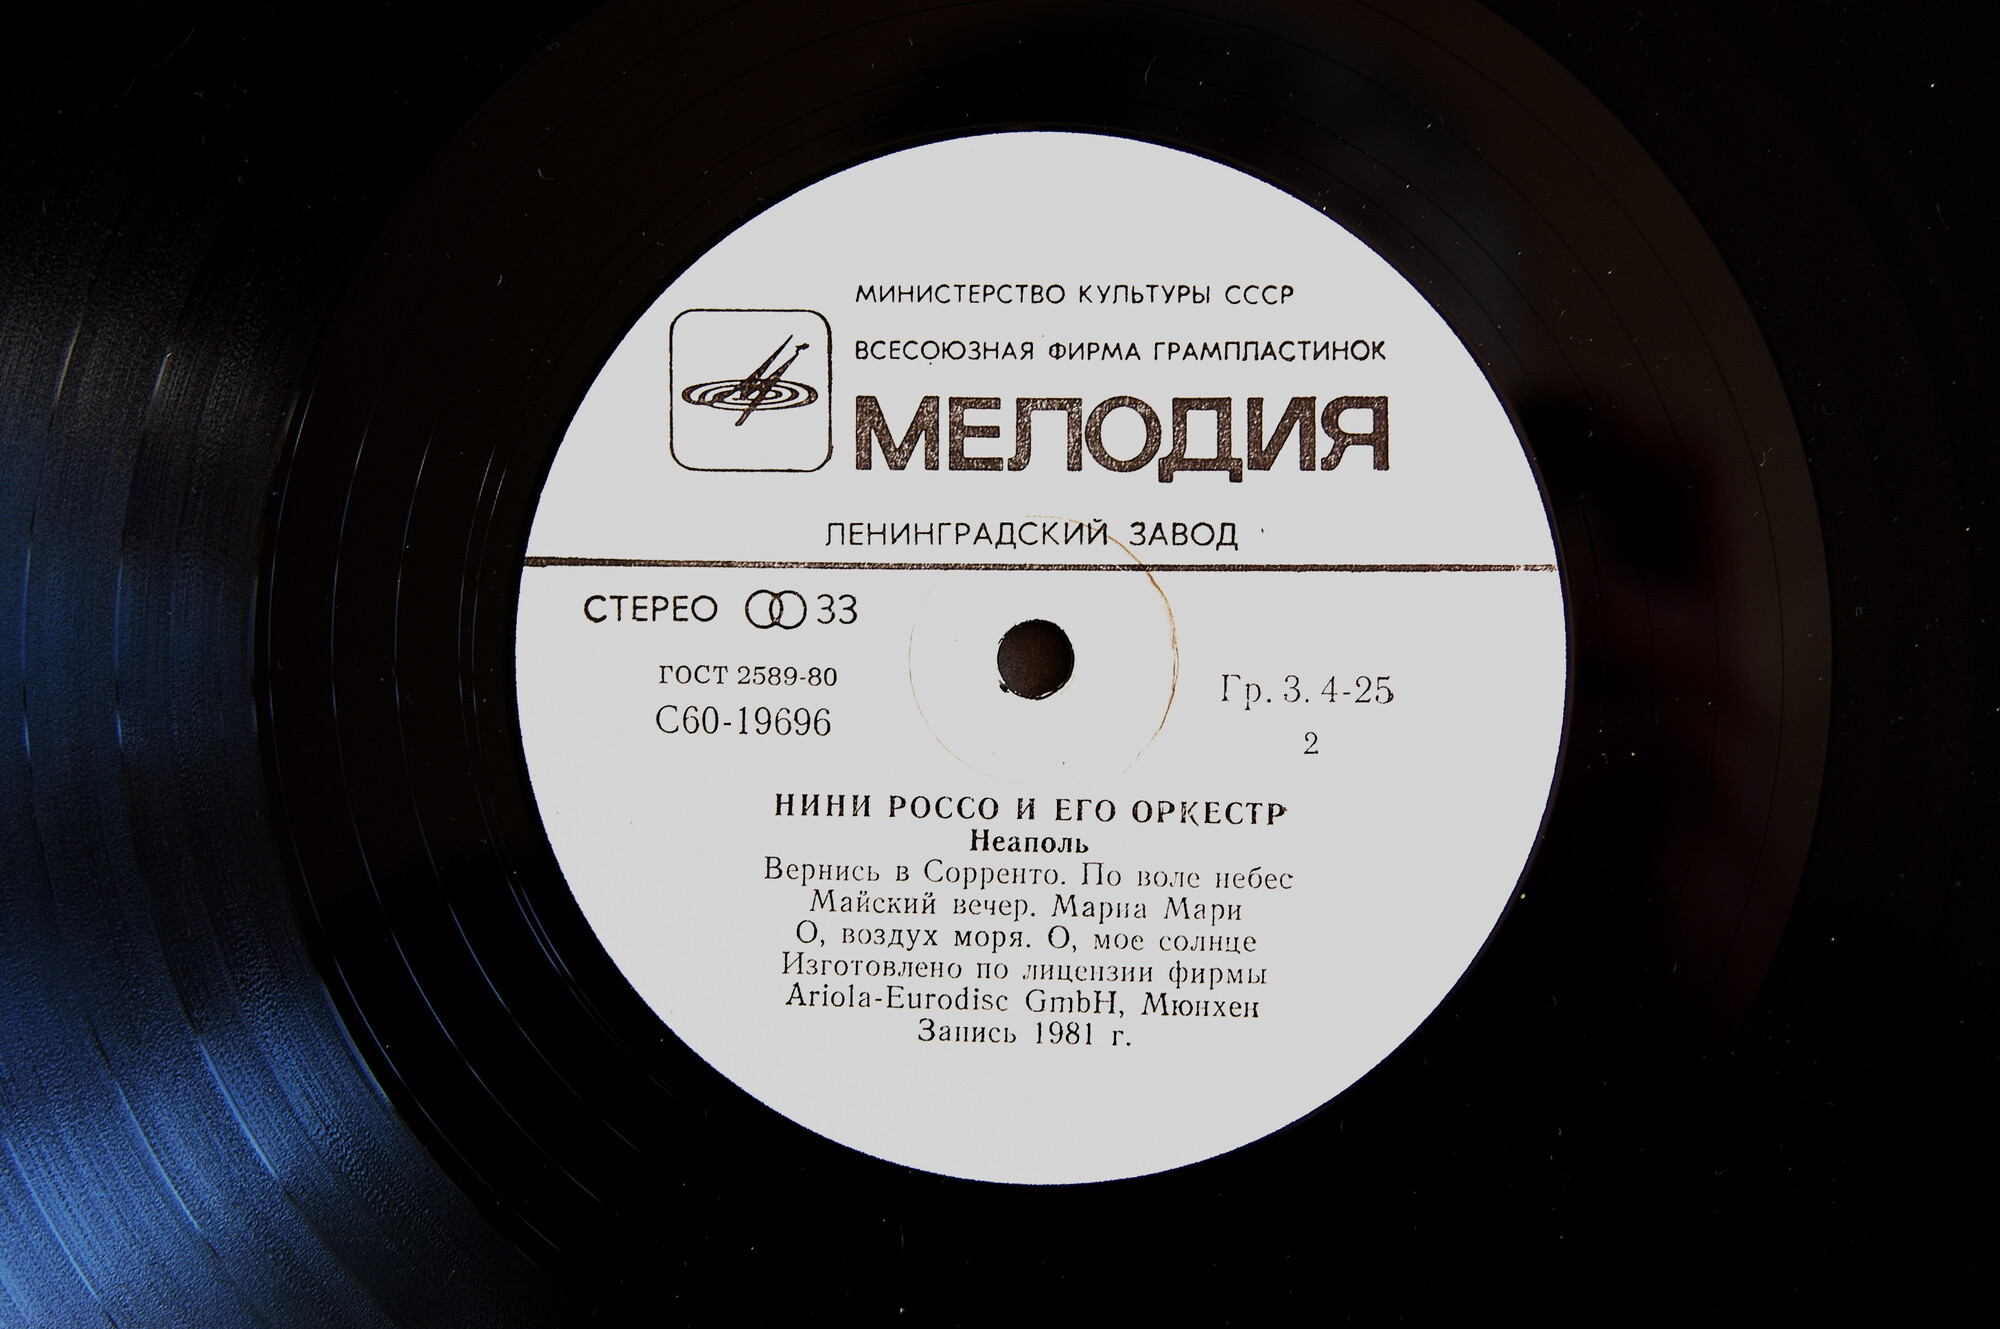 МИНИСТЕРСТВО КУЛЬТУРЫ СССР
ВСЕСОЮЗНАЯ ФИРМА ГРАМПЛАСТИНОК
МЕЛОДИЯ
ЛЕНИНГРАДСКИЙ ЗАВОД
СТЕРЕО 33
ГОСТ 2589-80
С60-19696
Гр. 3. 4-25
2
НИНИ РОССО И ЕГО ОРКЕСТР
Неаполь
Вернись в Сорренто. По воле небес
Майский вечер. Мариа Мари
О, воздух моря. О, мое солнце
Изготовлено по лицензии фирмы
Ariola-Eurodisc GmbH, Мюнхен
Запись 1981 г.